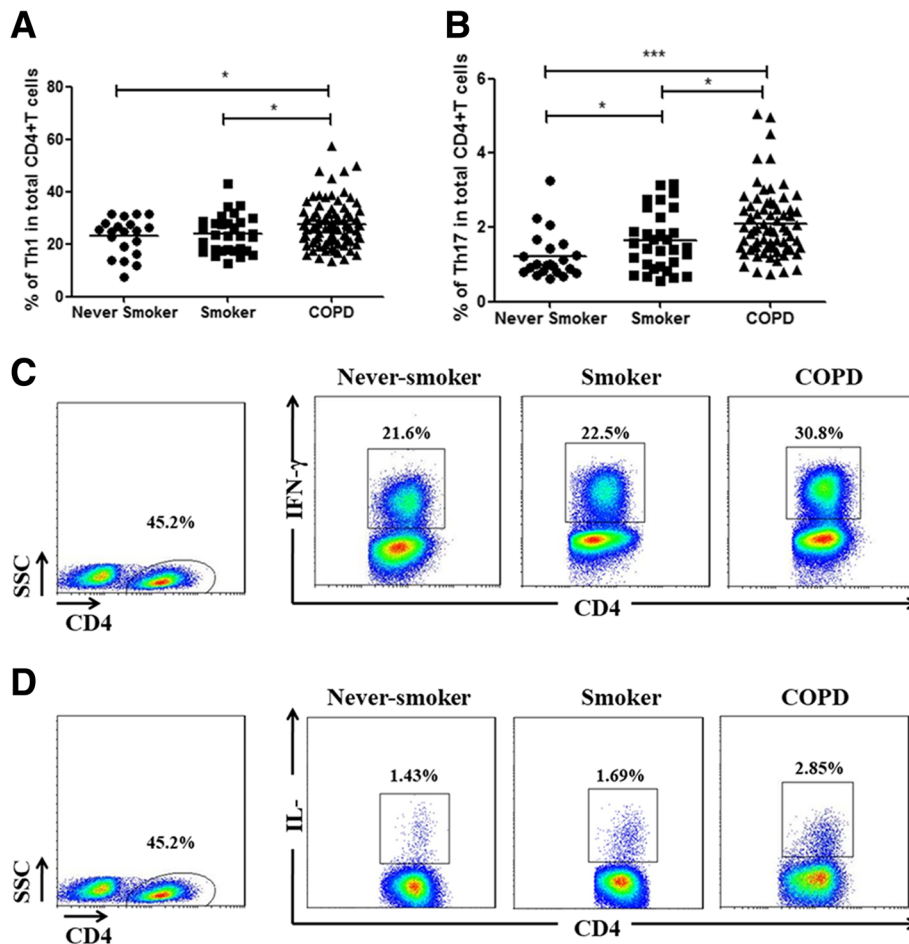 A
% of Th1 in total CD4+T cells
80
60
40
20
0
*
*
Never Smoker Smoker COPD
B
% of Th17 in total CD4+T cells
6
4
2
0
***
*
*
Never Smoker Smoker COPD
C
SSC
45.2%
CD4
Never-smoker Smoker COPD
IFN-γ
21.6% 22.5% 30.8%
CD4
D
SSC
45.2%
CD4
Never-smoker Smoker COPD
IL-
1.43% 1.69% 2.85%
CD4